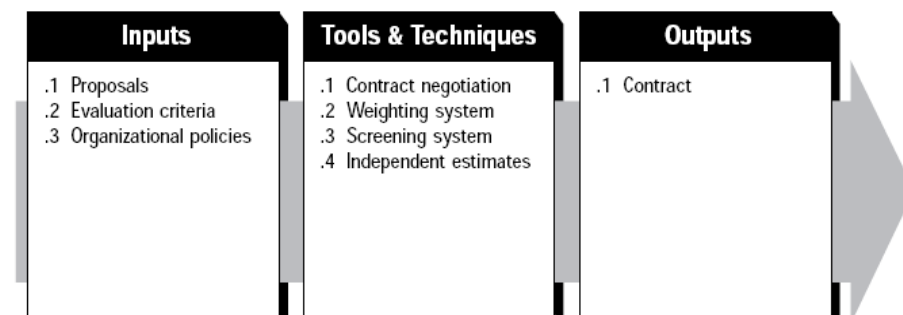 Inputs
.1 Proposals
.2 Evaluation criteria
.3 Organizational policies
Tools & Techniques
.1 Contract negotiation
.2 Weighting system
.3 Screening system
.4 Independent estimates
Outputs
.1 Contract